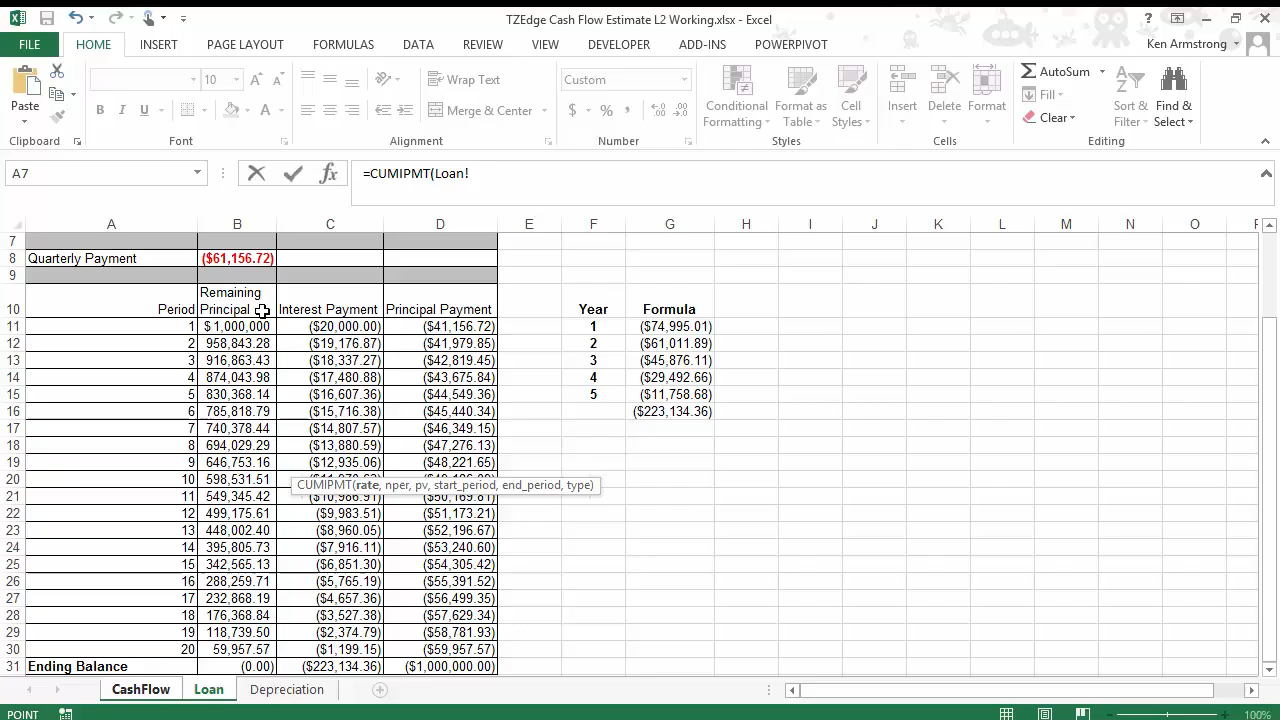 TZEdge Cash Flow Estimate L2 Working.xlsx - Excel
FILE HOME INSERT PAGE LAYOUT FORMULAS DATA REVIEW VIEW DEVELOPER ADD-INS POWERPIVOT Ken Armstrong
Paste
10
Wrap Text
Merge & Center
Custom
Conditional Formatting
Format as Table
Cell Styles
Insert Delete Format
AutoSum
Fill
Clear
Sort & Filter
Find & Select
Clipboard Font Alignment Number Styles Cells Editing
A7 =CUMIPMT(Loan!
A B C D E F G H I J K L M N O
7
8 Quarterly Payment ($61,156.72)
9
Remaining
10 Period Principal Interest Payment Principal Payment Year Formula
11 1 $ 1,000,000 ($20,000.00) ($41,156.72) 1 ($74,995.01)
12 2 958,843.28 ($19,176.87) ($41,979.85) 2 ($61,011.89)
13 3 916,863.43 ($18,337.27) ($42,819.45) 3 ($45,876.11)
14 4 874,043.98 ($17,480.88) ($43,675.84) 4 ($29,492.66)
15 5 830,368.14 ($16,607.36) ($44,549.36) 5 ($11,758.68)
16 6 785,818.79 ($15,716.38) ($45,440.34) ($223,134.36)
17 7 740,378.44 ($14,807.57) ($46,349.15)
18 8 694,029.29 ($13,880.59) ($47,276.13)
19 9 646,753.16 ($12,935.06) ($48,221.65)
20 10 598,531.51
CUMIPMT(rate, nper, pv, start_period, end_period, type)
21 11 549,345.42
22 12 499,175.61 ($9,983.51) ($51,173.21)
23 13 448,002.40 ($8,960.05) ($52,196.67)
24 14 395,805.73 ($7,916.11) ($53,240.60)
25 15 342,565.13 ($6,851.30) ($54,305.42)
26 16 288,259.71 ($5,765.19) ($55,391.52)
27 17 232,868.19 ($4,657.36) ($56,499.35)
28 18 176,368.84 ($3,527.38) ($57,629.34)
29 19 118,739.50 ($2,374.79) ($58,781.93)
30 20 59,957.57 ($1,199.15) ($59,957.57)
31 Ending Balance (0.00) ($223,134.36) ($1,000,000.00)
CashFlow Loan Depreciation
POINT 100%